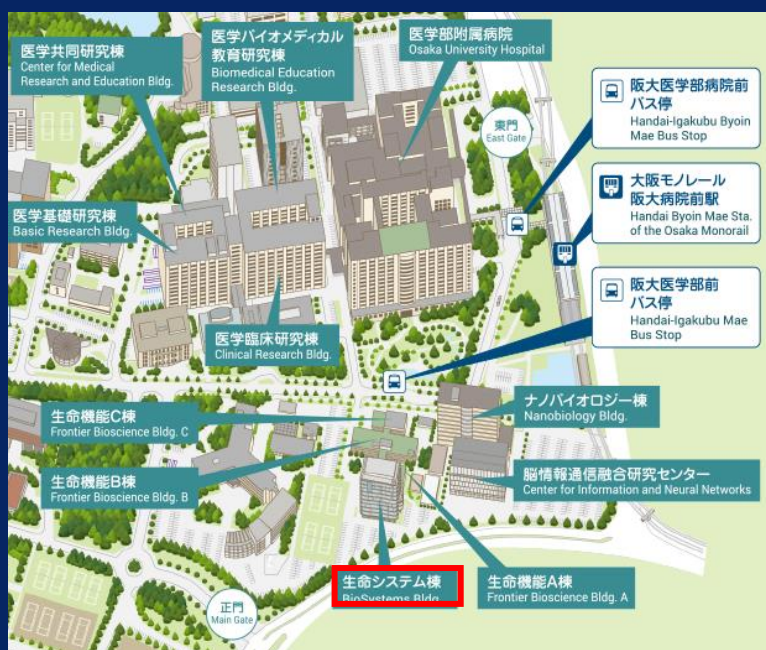 医学共同研究棟
Center for Medical
Research and Education Bldg.
医学バイオメディカル
教育研究棟
Biomedical Education
Research Bldg.
医学部附属病院
Osaka University Hospital
東門
East Gate
阪大医学部病院前
バス停
Handai-Igakubu Byoin
Mae Bus Stop
大阪モノレール
阪大病院前駅
Handai Byoin Mae Sta.
of the Osaka Monorail
医学基礎研究棟
Basic Research Bldg.
阪大医学部前
バス停
Handai-Igakubu Mae
Bus Stop
医学臨床研究棟
Clinical Research Bldg.
生命機能C棟
Frontier Bioscience Bldg. C
ナノバイオロジー棟
Nanobiology Bldg.
生命機能B棟
Frontier Bioscience Bldg. B
脳情報通信融合研究センター
Center for Information and Neural Networks
生命システム棟
BioSystems Bldg.
生命機能A棟
Frontier Bioscience Bldg. A
正門
Main Gate